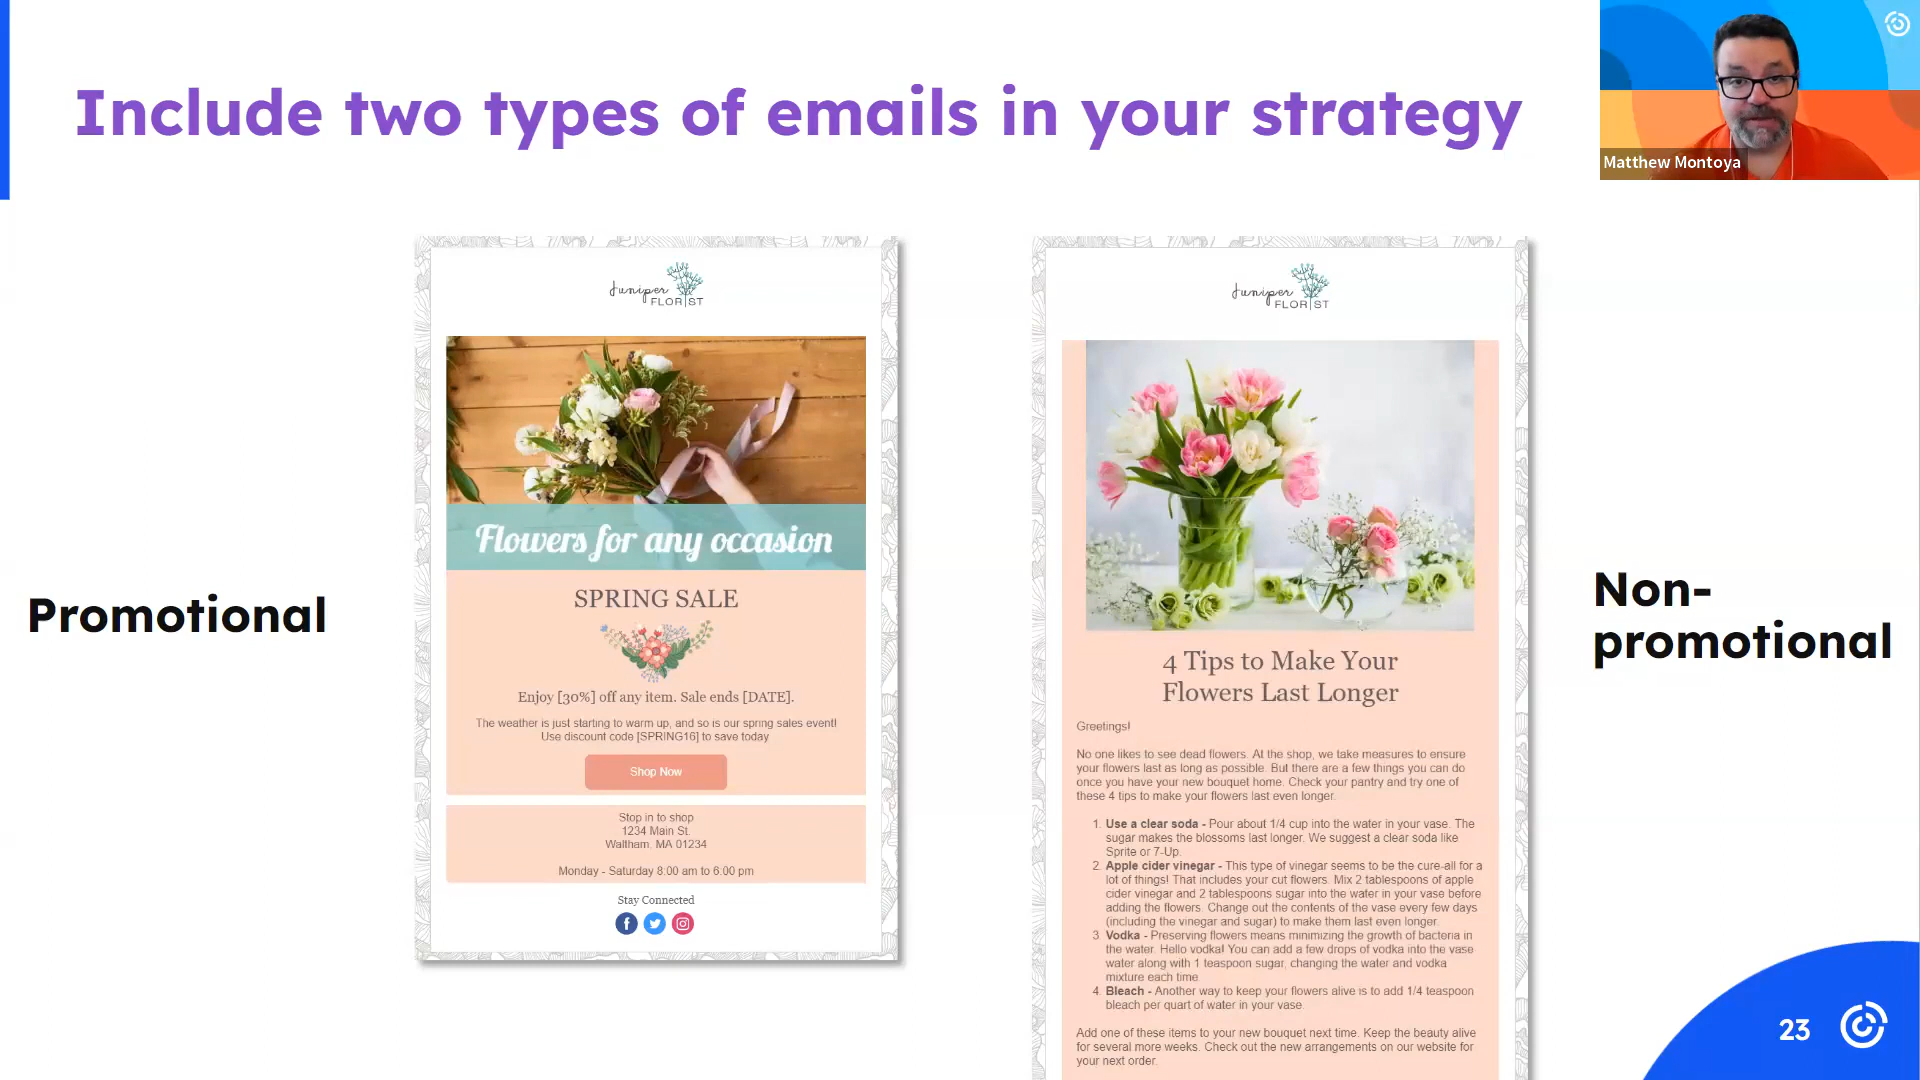 Include two types of emails in your strategy
Matthew Montoya
Promotional
Juniper
FLORIST
Flowers for any occasion
SPRING SALE
Enjoy [30%] off any item. Sale ends [DATE].
The weather is just starting to warm up, and so is our spring sales event!
Use discount code [SPRING16] to save today
Shop Now
Stop in to shop
1234 Main St.
Waltham, MA 01234
Monday - Saturday 8:00 am to 6:00 pm
Stay Connected
Juniper
FLORIST
4 Tips to Make Your
Flowers Last Longer
Greetings!
No one likes to see dead flowers. At the shop, we take measures to ensure
your flowers last as long as possible. But there are a few things you can do
once you have your new bouquet home. Check your pantry and try one of
these 4 tips to make your flowers last even longer.
1. Use a clear soda - Pour about 1/4 cup into the water in your vase. The
sugar makes the blossoms last longer. We suggest a clear soda like
Sprite or 7-Up.
2. Apple cider vinegar - This type of vinegar seems to be the cure-all for a
lot of things! That includes your cut flowers. Mix 2 tablespoons of apple
cider vinegar and 2 tablespoons sugar into the water in your vase before
adding the flowers. Change out the contents of the vase every few days
(including the vinegar and sugar) to make them last even longer.
3. Vodka - Preserving flowers means minimizing the growth of bacteria in
the water. Hello vodka! You can add a few drops of vodka into the vase
water along with 1 teaspoon sugar, changing the water and vodka
mixture each time.
4. Bleach - Another way to keep your flowers alive is to add 1/4 teaspoon
bleach per quart of water in your vase.
Add one of these items to your new bouquet next time. Keep the beauty alive
for several more weeks. Check out the new arrangements on our website for
your next order.
Non-
promotional
23